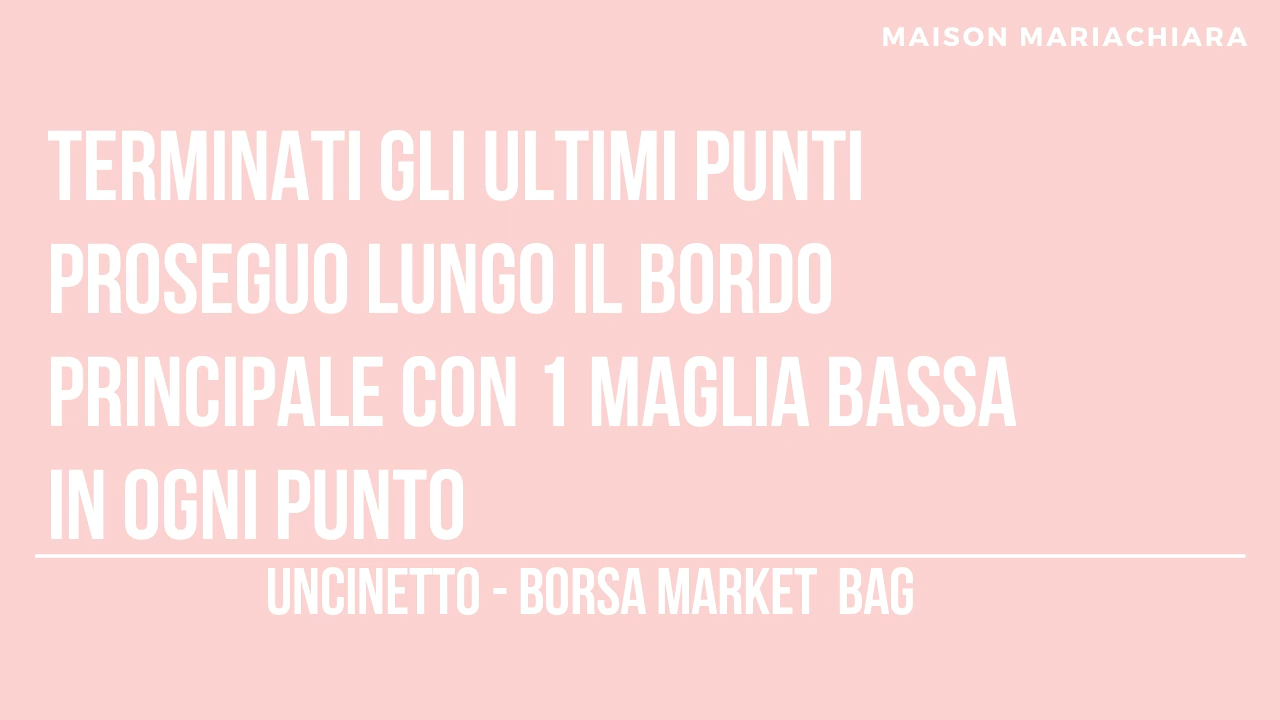 MAISON MARIACHIARA
TERMINATI GLI ULTIMI PUNTI
PROSEGUO LUNGO IL BORDO
PRINCIPALE CON 1 MAGLIA BASSA
IN OGNI PUNTO
UNCINETTO - BORSA MARKET BAG